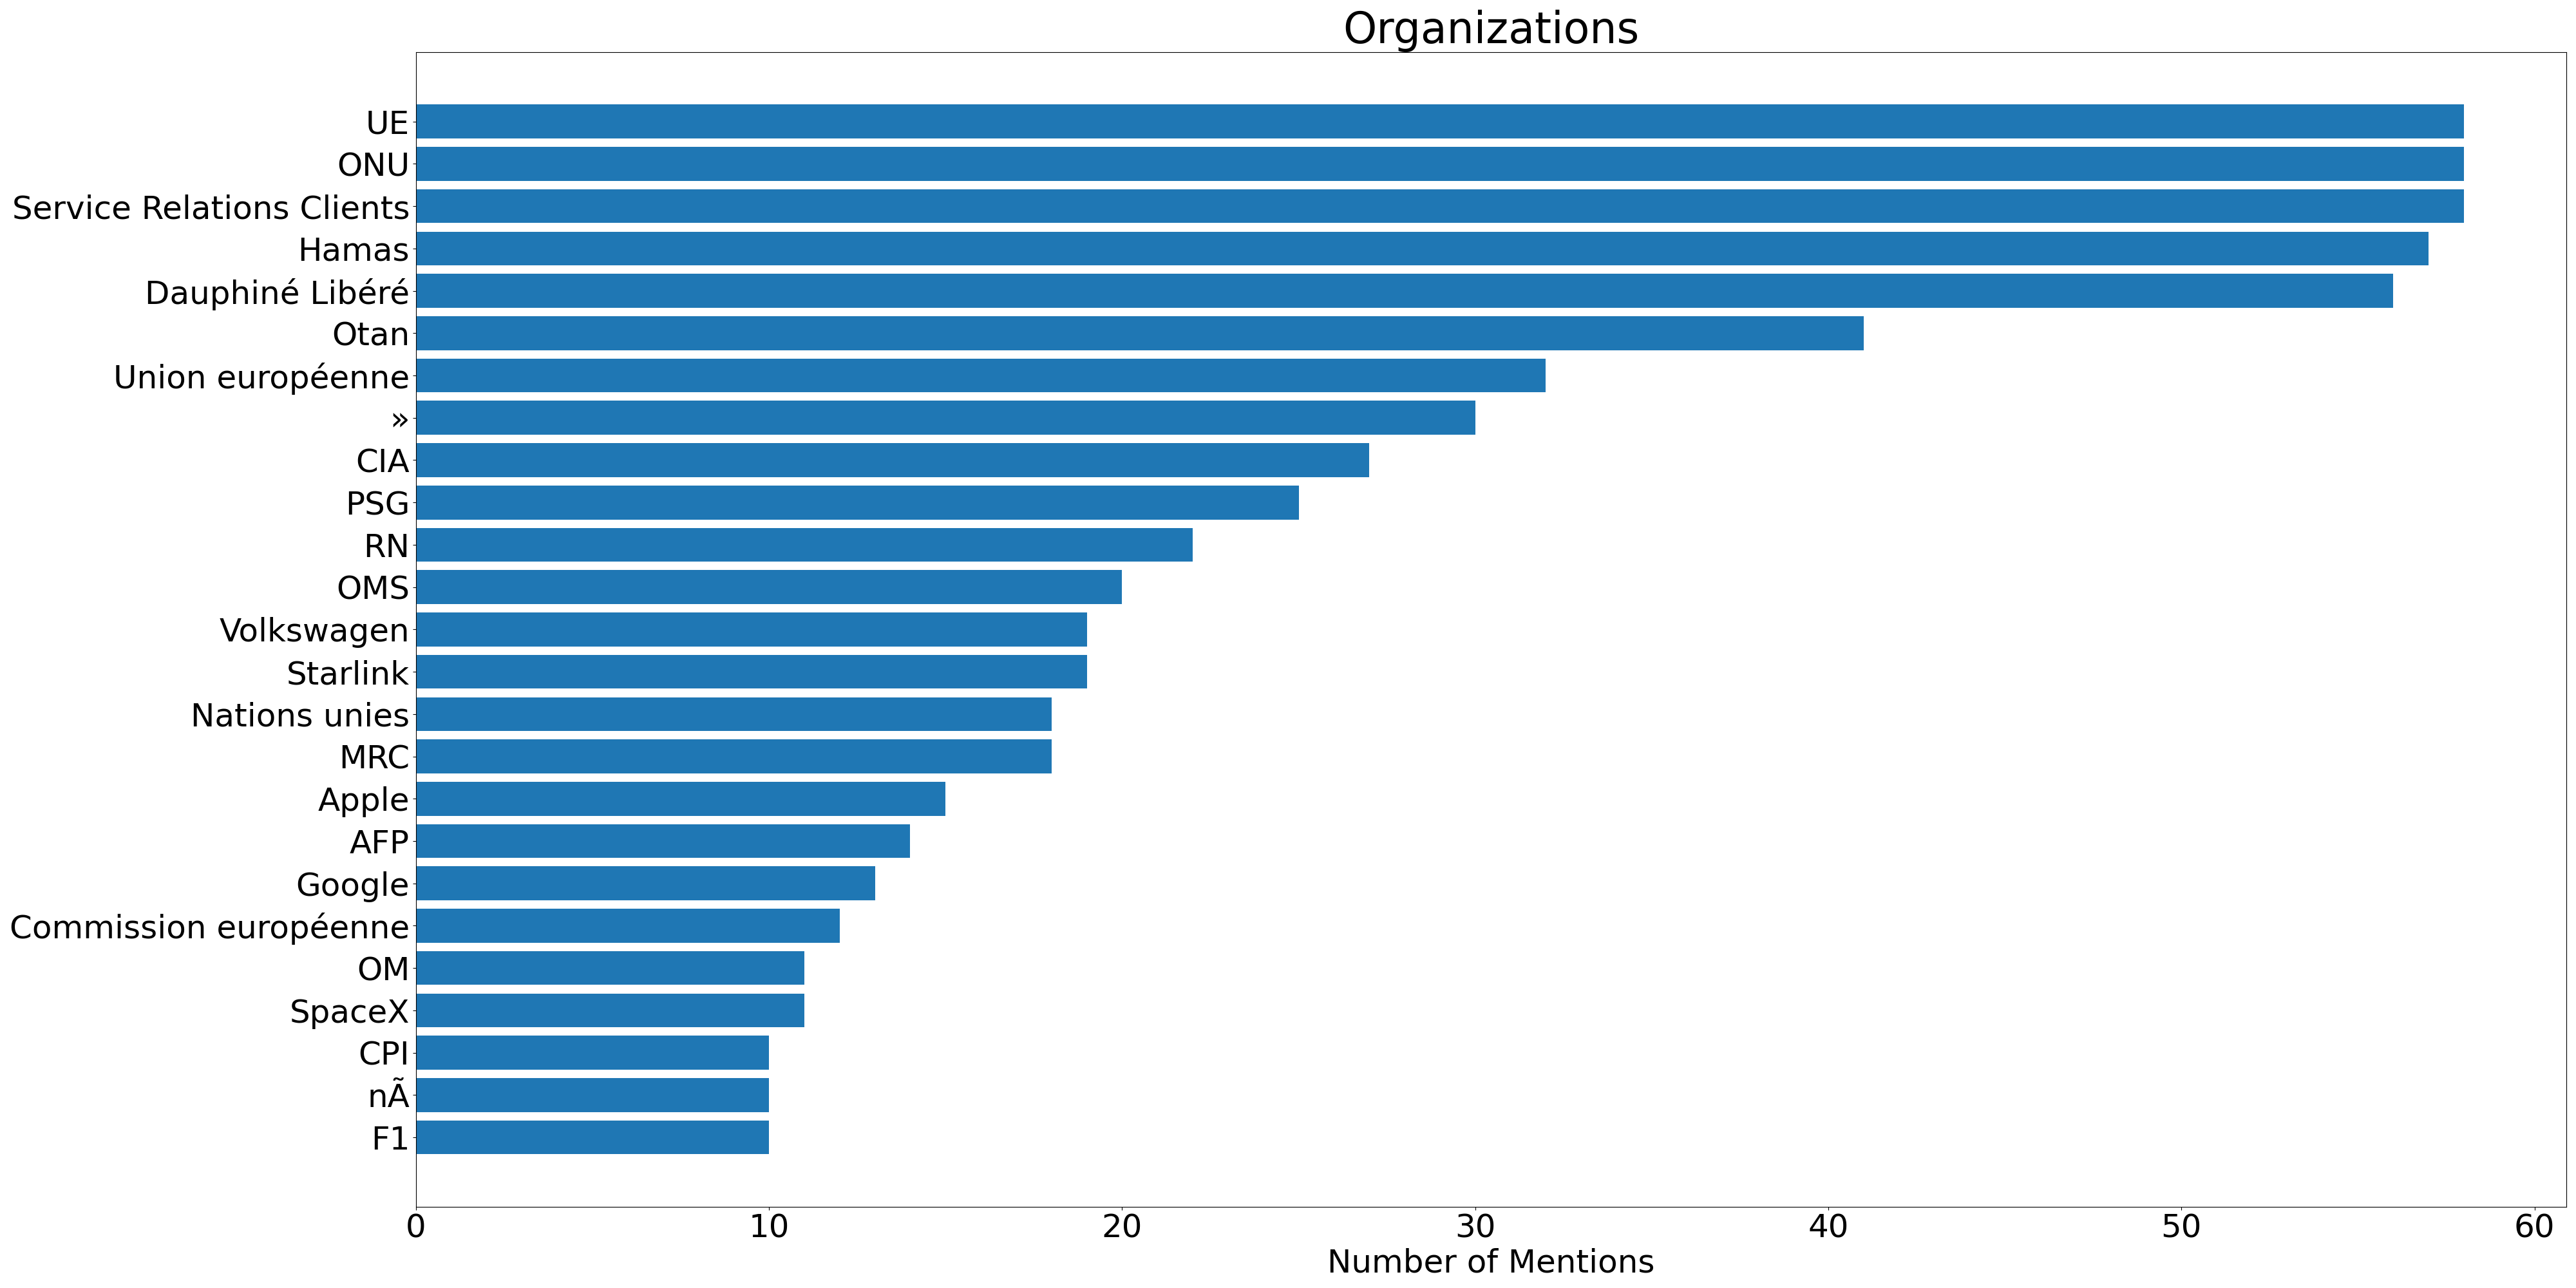 Organizations
UE
ONU
Service Relations Clients
Hamas
Dauphiné Libéré
Otan
Union européenne
»
CIA
PSG
RN
OMS
Volkswagen
Starlink
Nations unies
MRC
Apple
AFP
Google
Commission européenne
OM
SpaceX
CPI
nÃ
F1
0 10 20 30 40 50 60
Number of Mentions